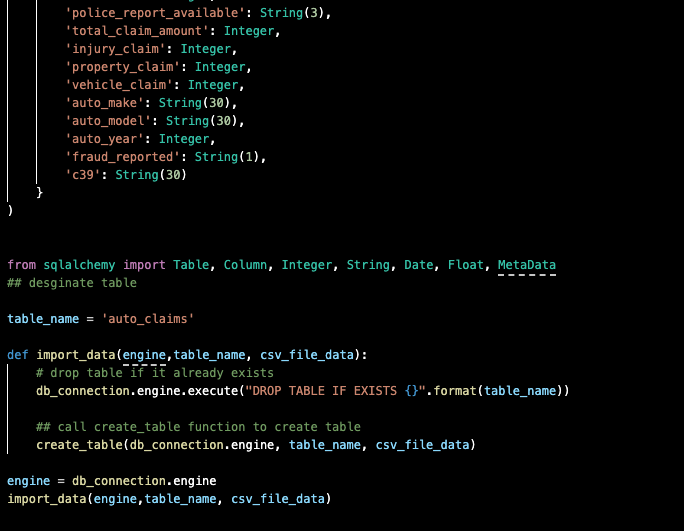 'police_report_available': String(3),
'total_claim_amount': Integer,
'injury_claim': Integer,
'property_claim': Integer,
'vehicle_claim': Integer,
'auto_make': String(30),
'auto_model': String(30),
'auto_year': Integer,
'fraud_reported': String(1),
'c39': String(30)
}
)
from sqlalchemy import Table, Column, Integer, String, Date, Float, MetaData
## desginate table
table_name = 'auto_claims'
def import_data(engine,table_name, csv_file_data):
# drop table if it already exists
db_connection.engine.execute("DROP TABLE IF EXISTS {}".format(table_name))
## call create_table function to create table
create_table(db_connection.engine, table_name, csv_file_data)
engine = db_connection.engine
import_data(engine,table_name, csv_file_data)